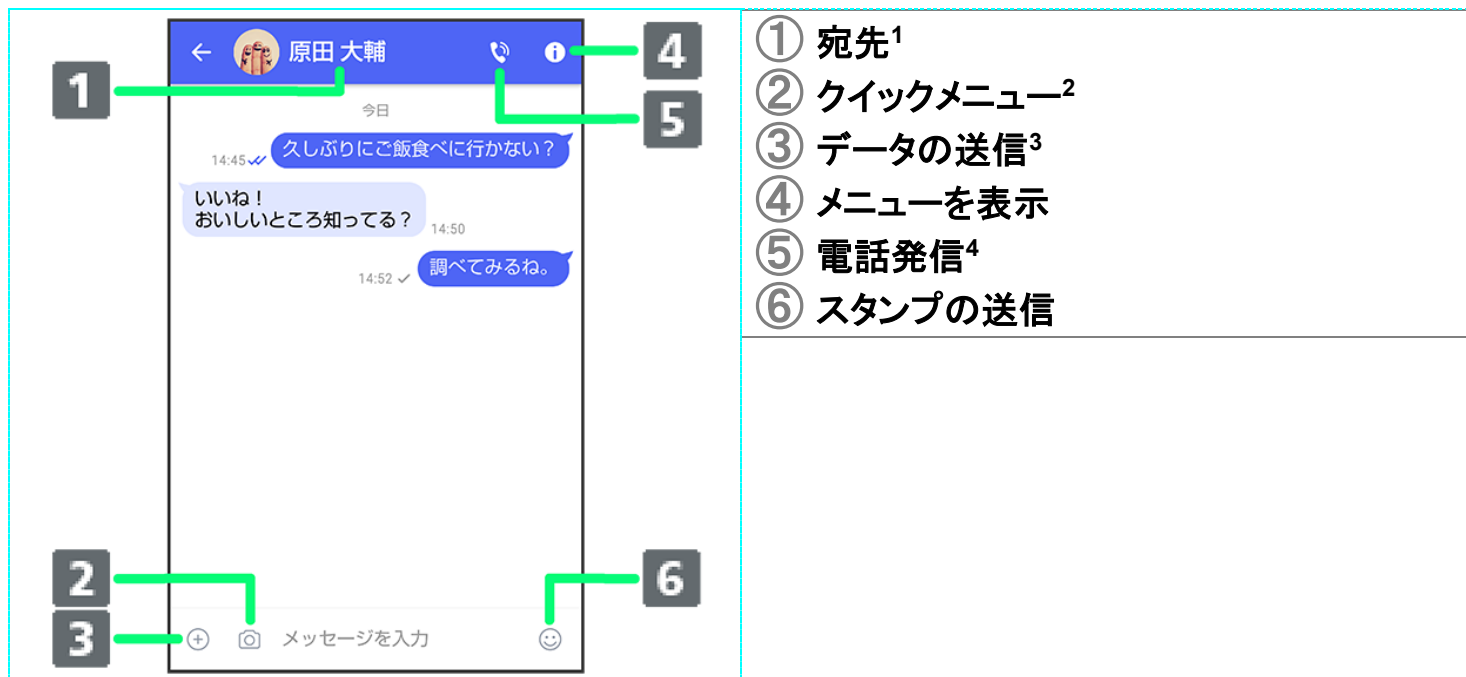 原田 大輔
今日
久しぶりにご飯食べに行かない？
14:45
いいね！
おいしいところ知ってる？
14:50
調べてみるね。
14:52
メッセージを入力
1
2
3
4
5
6
① 宛先¹
② クイックメニュー²
③ データの送信³
④ メニューを表示
⑤ 電話発信⁴
⑥ スタンプの送信